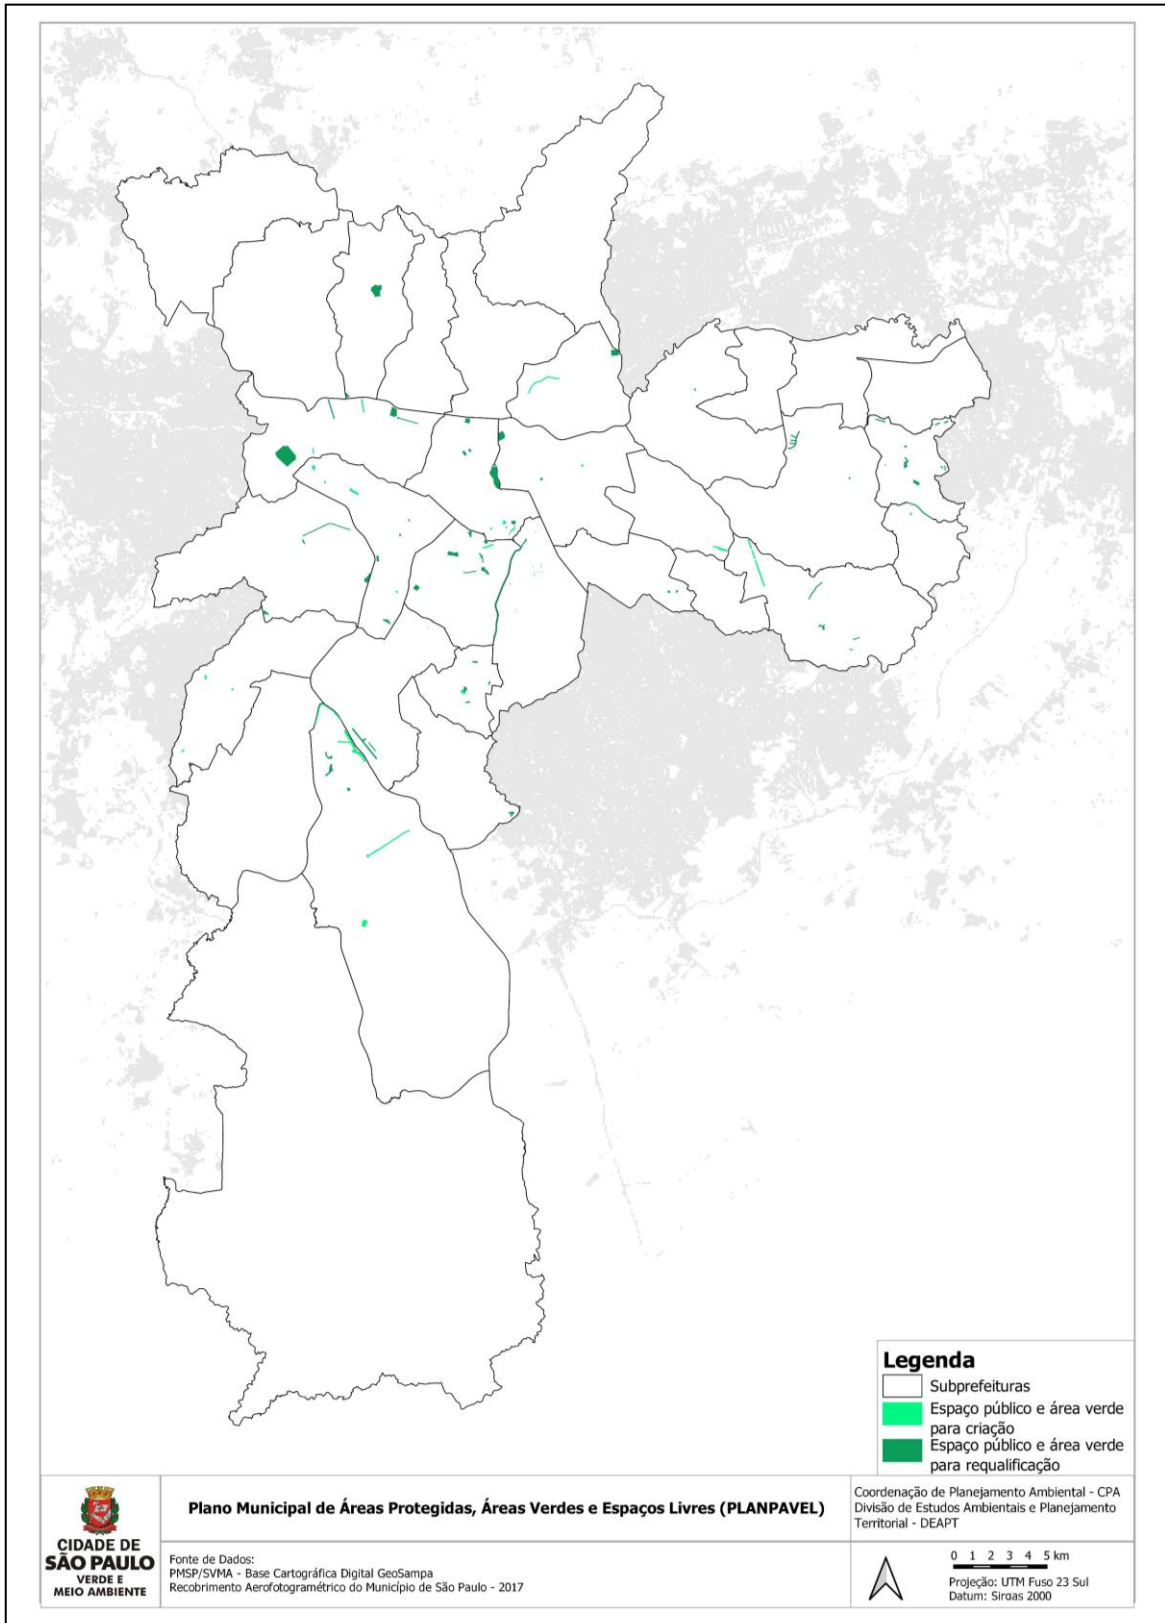 Legenda
Subprefeituras
Espaço público e área verde
para criação
Espaço público e área verde
para requalificação
CIDADE DE
SÃO PAULO
VERDE E
MEIO AMBIENTE
Plano Municipal de Áreas Protegidas, Áreas Verdes e Espaços Livres (PLANPAVEL)
Coordenação de Planejamento Ambiental - CPA
Divisão de Estudos Ambientais e Planejamento
Territorial - DEAPT
Fonte de Dados:
PMSP/SVMA - Base Cartográfica Digital GeoSampa
Recobrimento Aerofotogramétrico do Município de São Paulo - 2017
0 1 2 3 4 5 km
Projeção: UTM Fuso 23 Sul
Datum: Sirgas 2000